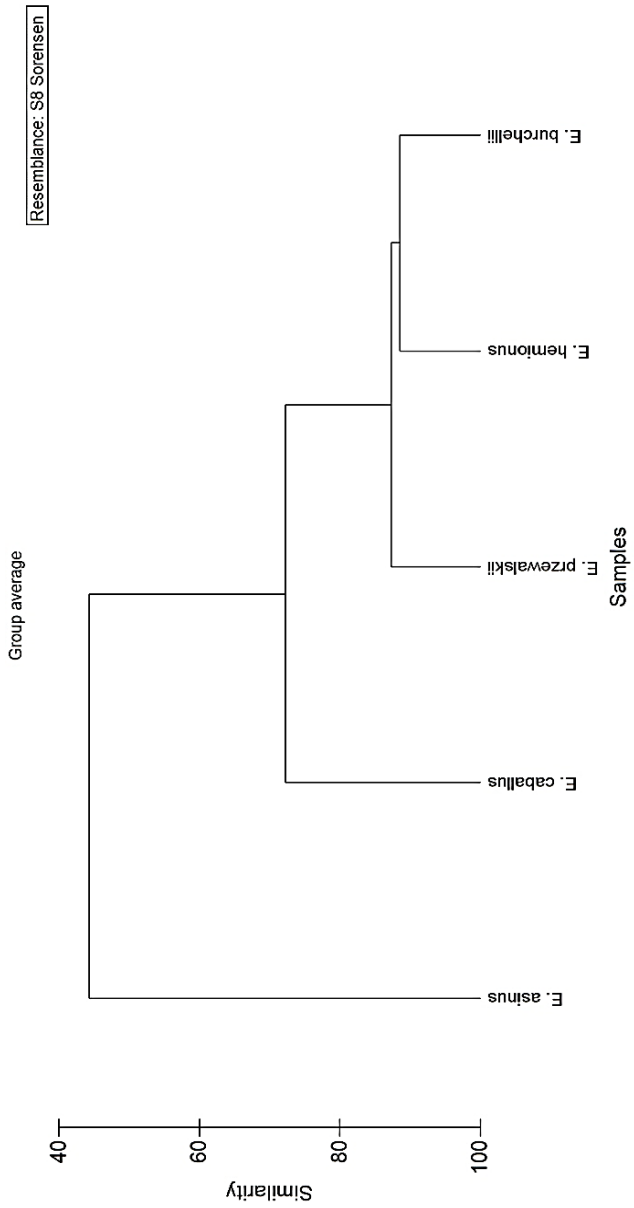 Group average
Resemblance: S8 Sorensen
Similarity
40
60
80
100
E. asinus
E. caballus
E. przewalskii
E. hemionus
E. burchellii
Samples